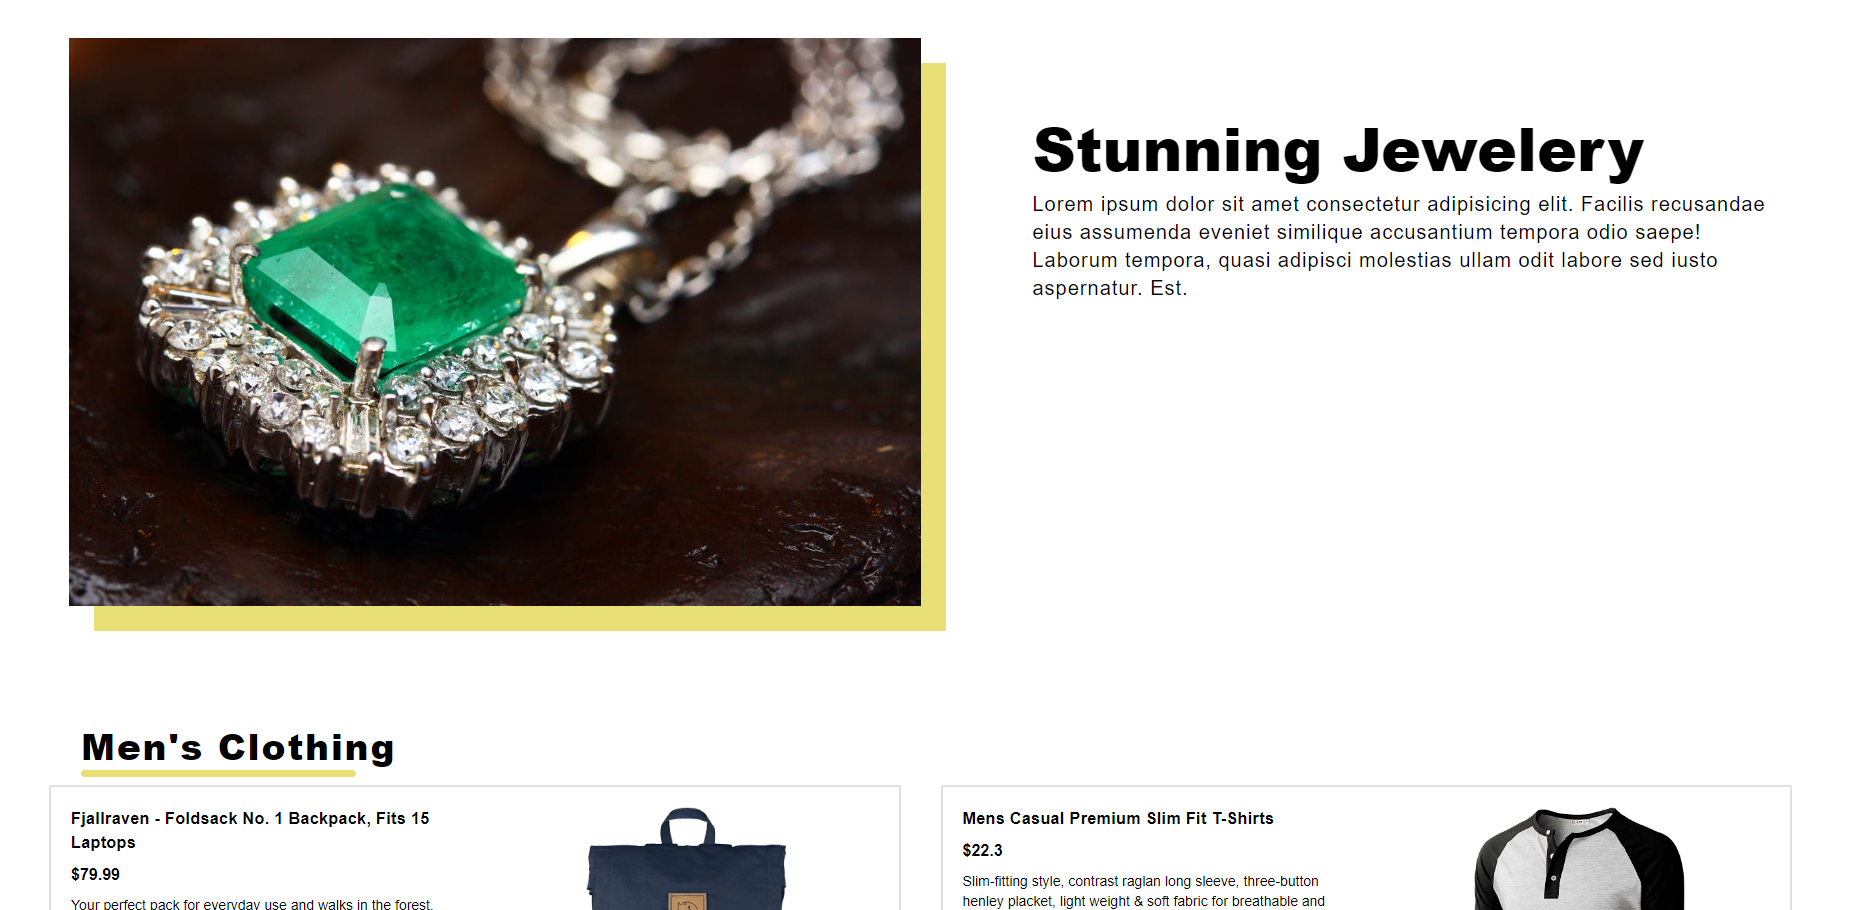 Stunning Jewelery
Lorem ipsum dolor sit amet consectetur adipisicing elit. Facilis recusandae
eius assumenda eveniet similique accusantium tempora odio saepe!
Laborum tempora, quasi adipisci molestias ullam odit labore sed iusto
aspernatur. Est.
Men's Clothing
Fjallraven - Foldsack No. 1 Backpack, Fits 15
Laptops
$79.99
Your perfect pack for everyday use and walks in the forest.
Mens Casual Premium Slim Fit T-Shirts
$22.3
Slim-fitting style, contrast raglan long sleeve, three-button
henley placket, light weight & soft fabric for breathable and